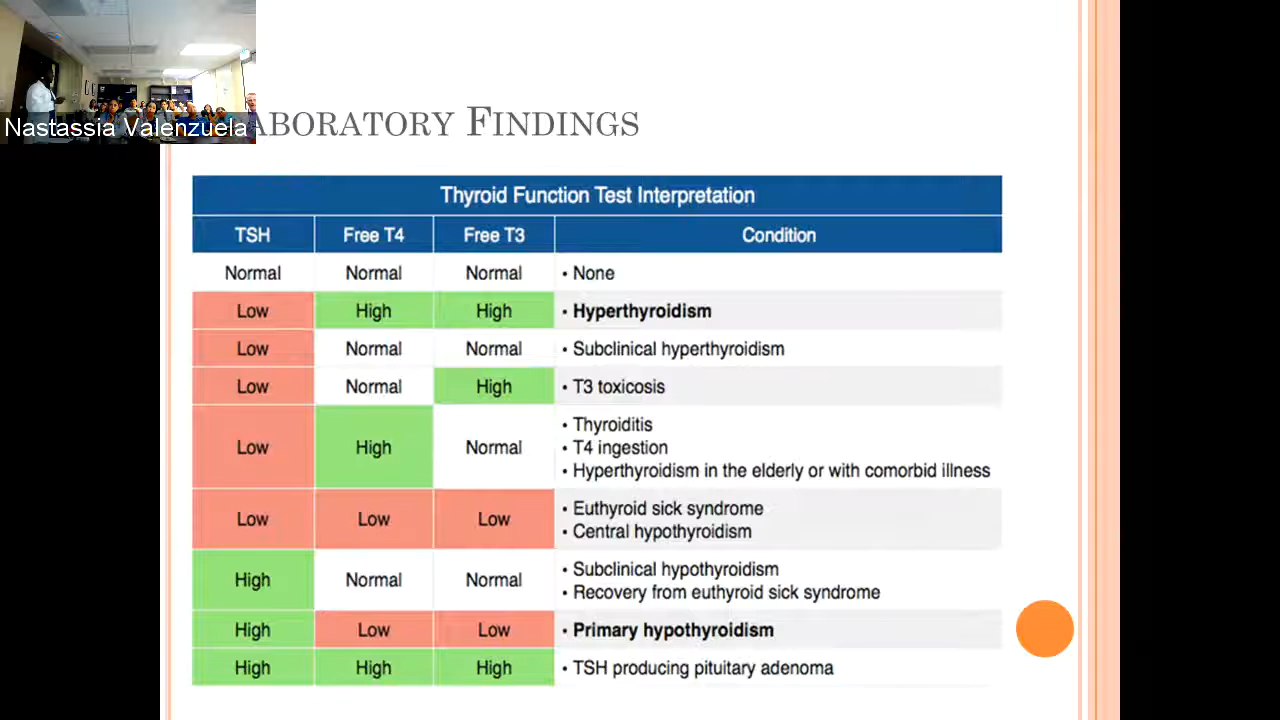 Nastassia Valenzuela
ABORATORY FINDINGS
Thyroid Function Test Interpretation
TSH Free T4 Free T3 Condition
Normal Normal Normal • None
Low High High • Hyperthyroidism
Low Normal Normal • Subclinical hyperthyroidism
Low Normal High • T3 toxicosis
Low High Normal • Thyroiditis
• T4 ingestion
• Hyperthyroidism in the elderly or with comorbid illness
Low Low Low • Euthyroid sick syndrome
• Central hypothyroidism
High Normal Normal • Subclinical hypothyroidism
• Recovery from euthyroid sick syndrome
High Low Low • Primary hypothyroidism
High High High • TSH producing pituitary adenoma